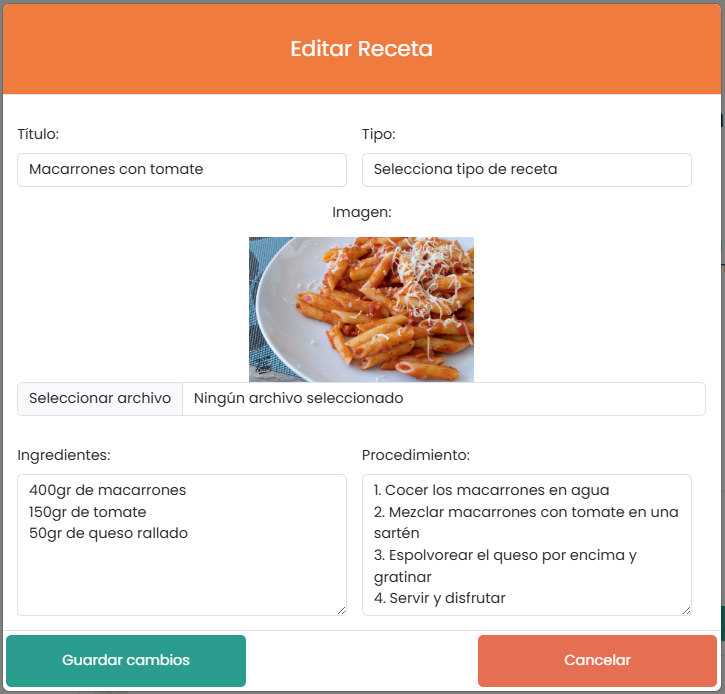 Editar Receta
Título:
Tipo:
Macarrones con tomate
Selecciona tipo de receta
Imagen:
Seleccionar archivo
Ningún archivo seleccionado
Ingredientes:
Procedimiento:
400gr de macarrones
150gr de tomate
50gr de queso rallado
1. Cocer los macarrones en agua
2. Mezclar macarrones con tomate en una
sartén
3. Espolvorear el queso por encima y
gratinar
4. Servir y disfrutar
Guardar cambios
Cancelar